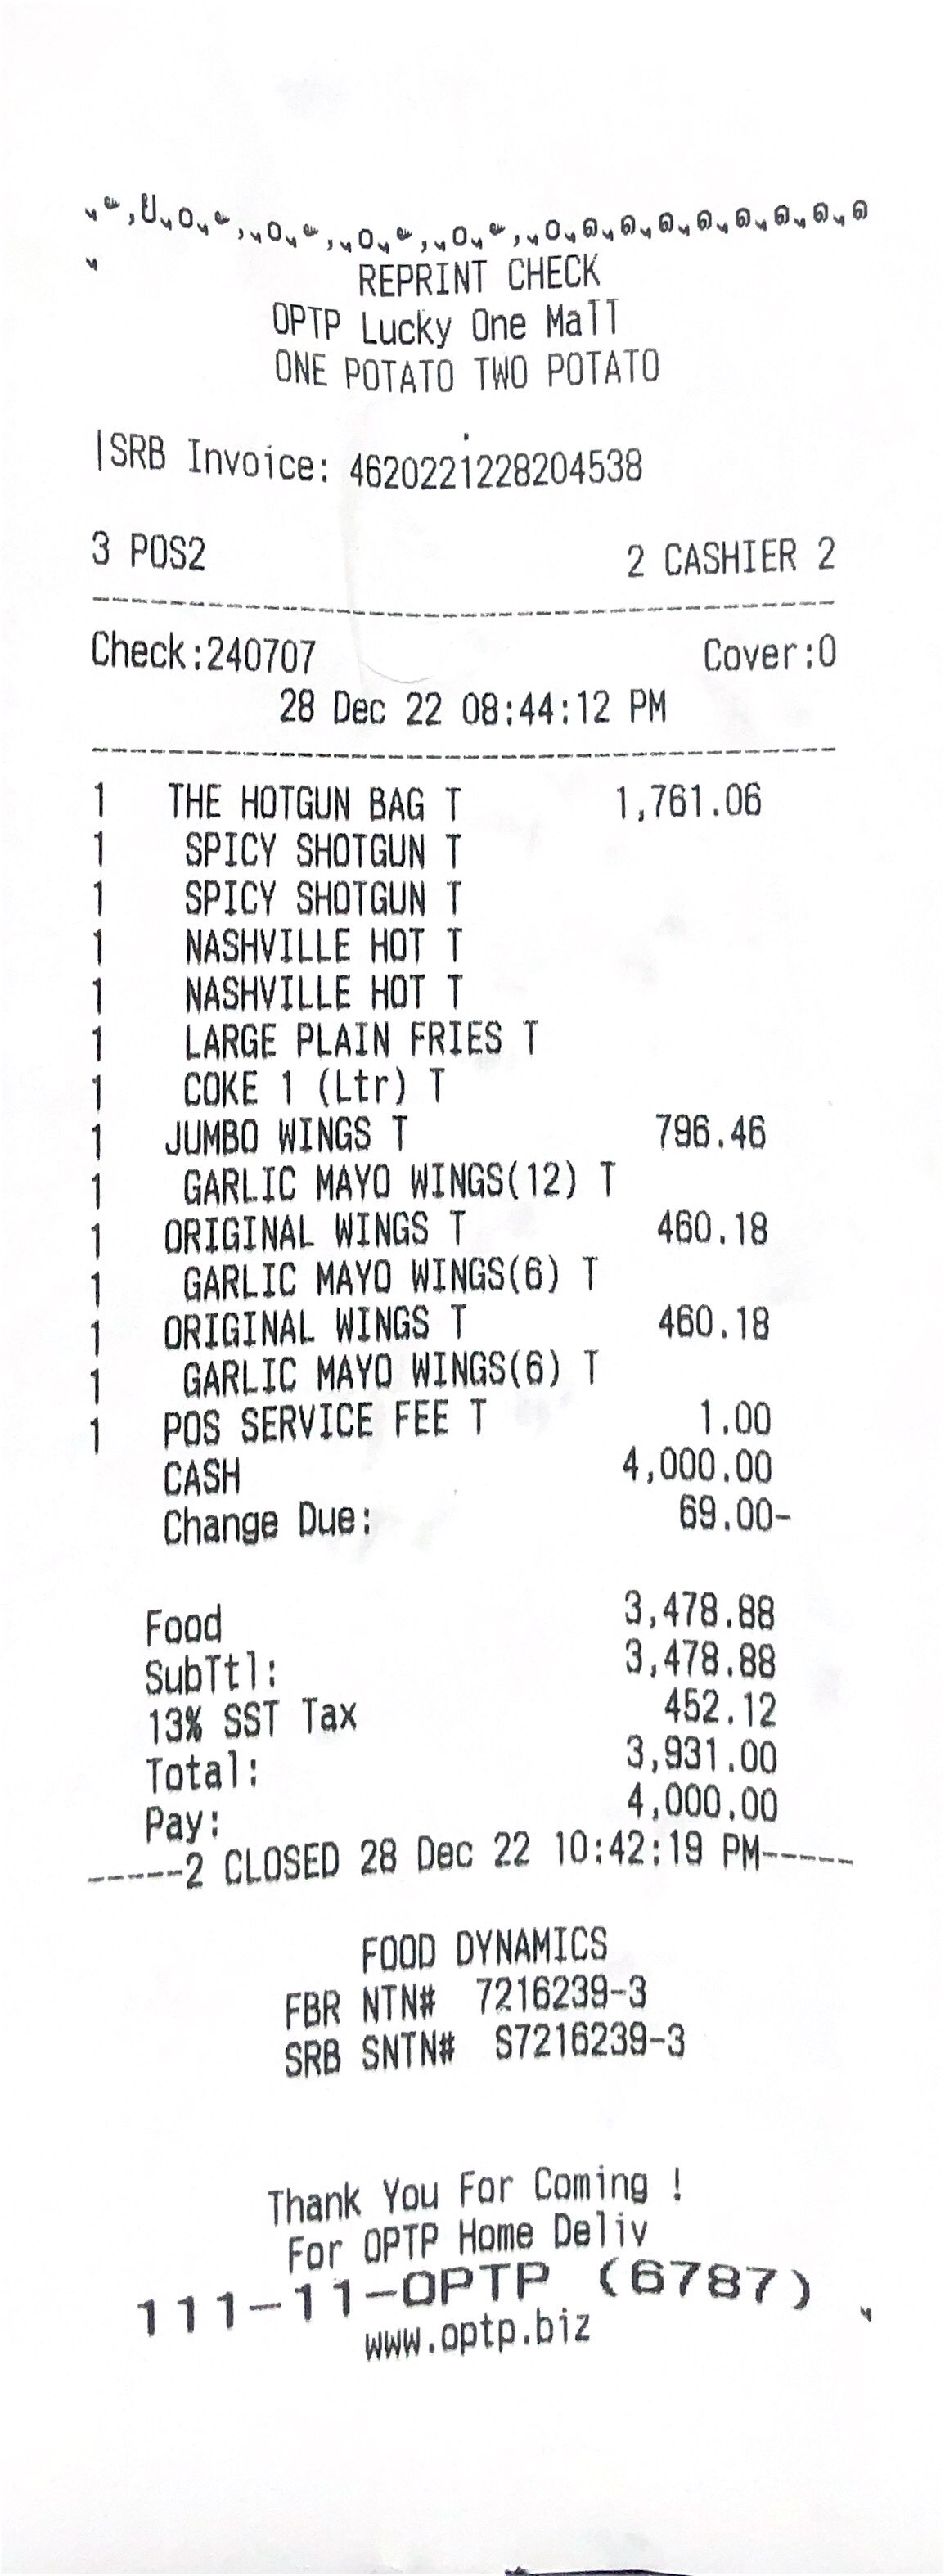 REPRINT CHECK
OPTP Lucky One Mall
ONE POTATO TWO POTATO
|SRB Invoice: 4620221228204538
3 POS2 2 CASHIER 2
Check:240707 Cover:0
28 Dec 22 08:44:12 PM
1 THE HOTGUN BAG T 1,761.06
1 SPICY SHOTGUN T
1 SPICY SHOTGUN T
1 NASHVILLE HOT T
1 NASHVILLE HOT T
1 LARGE PLAIN FRIES T
1 COKE 1 (Ltr) T
1 JUMBO WINGS T 796.46
1 GARLIC MAYO WINGS(12) T
1 ORIGINAL WINGS T 460.18
1 GARLIC MAYO WINGS(6) T
1 ORIGINAL WINGS T 460.18
1 GARLIC MAYO WINGS(6) T
1 POS SERVICE FEE T 1.00
CASH 4,000.00
Change Due: 69.00-
Food 3,478.88
SubTtl: 3,478.88
13% SST Tax 452.12
Total: 3,931.00
Pay: 4,000.00
-----2 CLOSED 28 Dec 22 10:42:19 PM-----
FOOD DYNAMICS
FBR NTN# 7216239-3
SRB SNTN# S7216239-3
Thank You For Coming !
For OPTP Home Deliv
111-11-OPTP (6787)
www.optp.biz